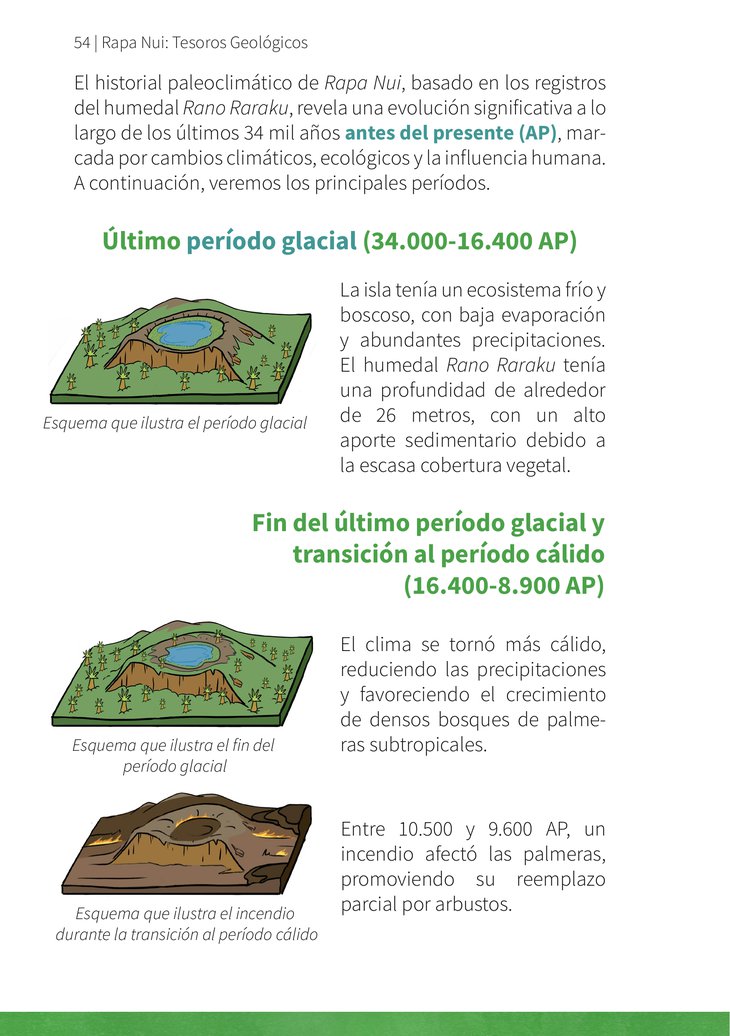 54 | Rapa Nui: Tesoros Geológicos
El historial paleoclimático de Rapa Nui, basado en los registros
del humedal Rano Raraku, revela una evolución significativa a lo
largo de los últimos 34 mil años antes del presente (AP), mar-
cada por cambios climáticos, ecológicos y la influencia humana.
A continuación, veremos los principales períodos.
Último período glacial (34.000-16.400 AP)
La isla tenía un ecosistema frío y
boscoso, con baja evaporación
y abundantes precipitaciones.
El humedal Rano Raraku tenía
una profundidad de alrededor
de 26 metros, con un alto
aporte sedimentario debido a
la escasa cobertura vegetal.
Esquema que ilustra el período glacial
Fin del último período glacial y
transición al período cálido
(16.400-8.900 AP)
El clima se tornó más cálido,
reduciendo las precipitaciones
y favoreciendo el crecimiento
de densos bosques de palme-
ras subtropicales.
Esquema que ilustra el fin del
período glacial
Entre 10.500 y 9.600 AP, un
incendio afectó las palmeras,
promoviendo su reemplazo
parcial por arbustos.
Esquema que ilustra el incendio
durante la transición al período cálido